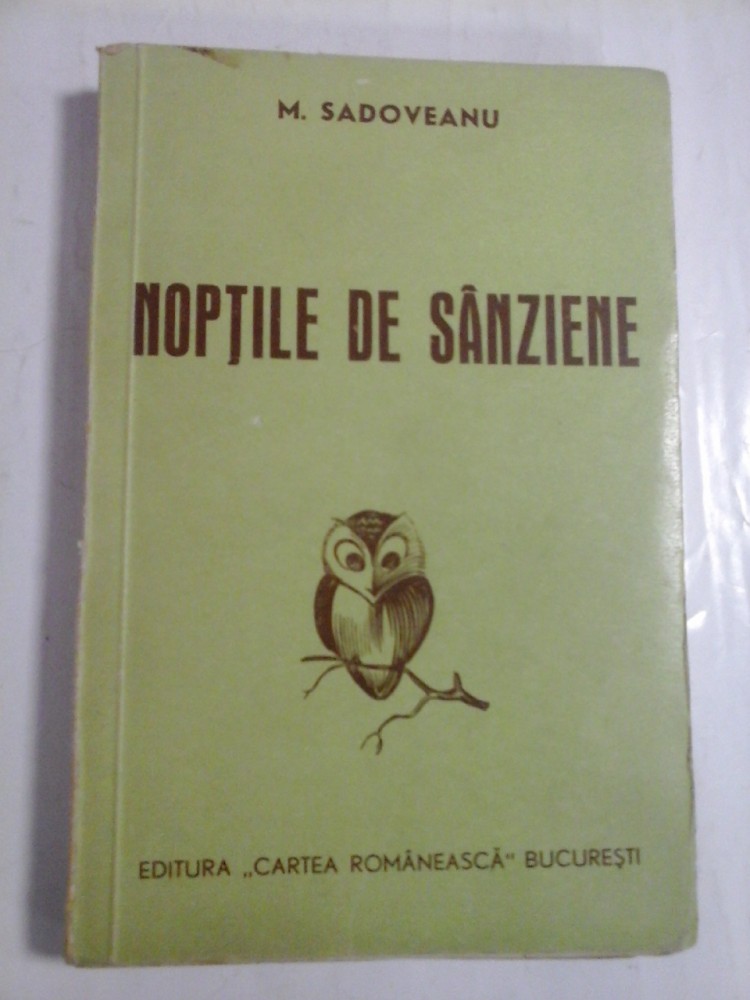 M. SADOVEANU
NOPȚILE DE SÂNZIENE
EDITURA „CARTEA ROMÂNEASCĂ" BUCUREȘTI